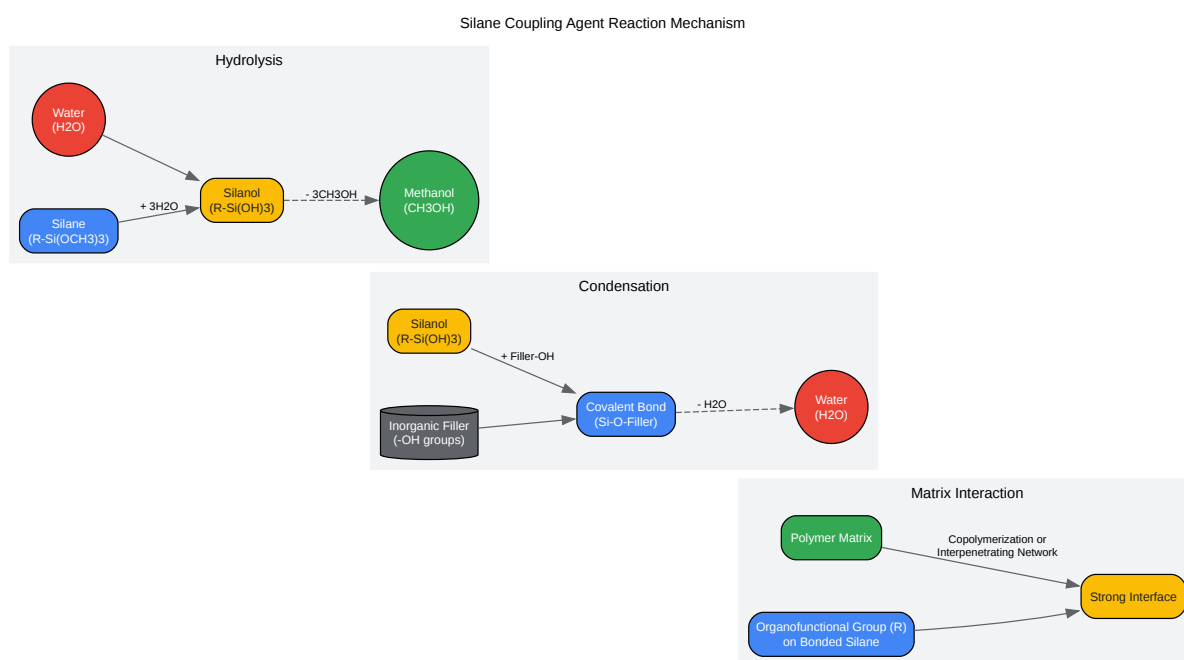 Silane Coupling Agent Reaction Mechanism
Hydrolysis
Water
(H2O)
Silane
(R-Si(OCH3)3)
+ 3H2O
Silanol
(R-Si(OH)3)
- 3CH3OH
Methanol
(CH3OH)
Condensation
Silanol
(R-Si(OH)3)
+ Filler-OH
Inorganic Filler
(-OH groups)
Covalent Bond
(Si-O-Filler)
- H2O
Water
(H2O)
Matrix Interaction
Polymer Matrix
Copolymerization or
Interpenetrating Network
Organofunctional Group (R)
on Bonded Silane
Strong Interface